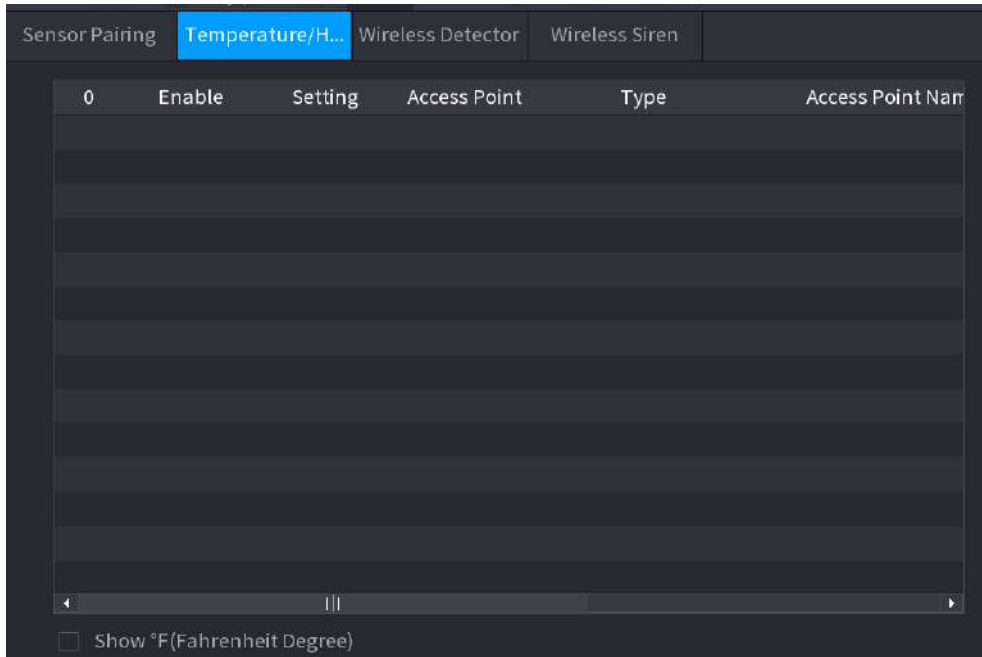 Sensor Pairing Temperature/H... Wireless Detector Wireless Siren
0 Enable Setting Access Point Type Access Point Nam
Show °F(Fahrenheit Degree)